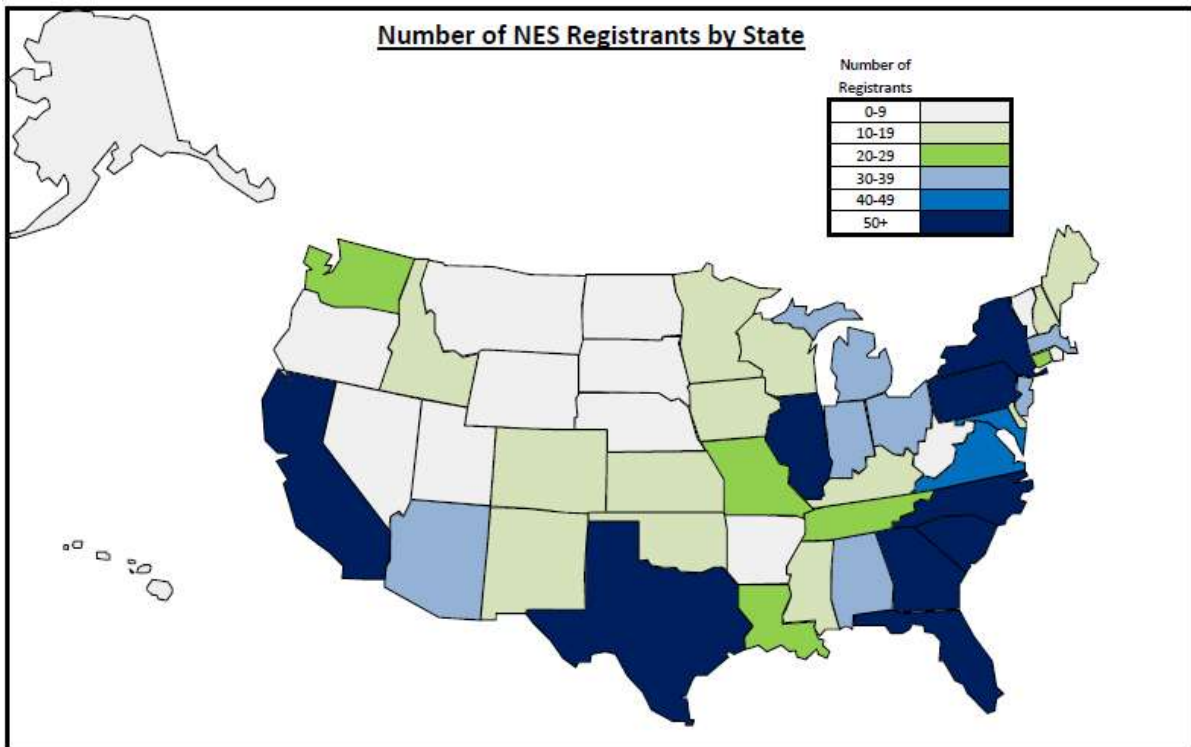 Number of NES Registrants by State
Number of
Registrants
0-9
10-19
20-29
30-39
40-49
50+